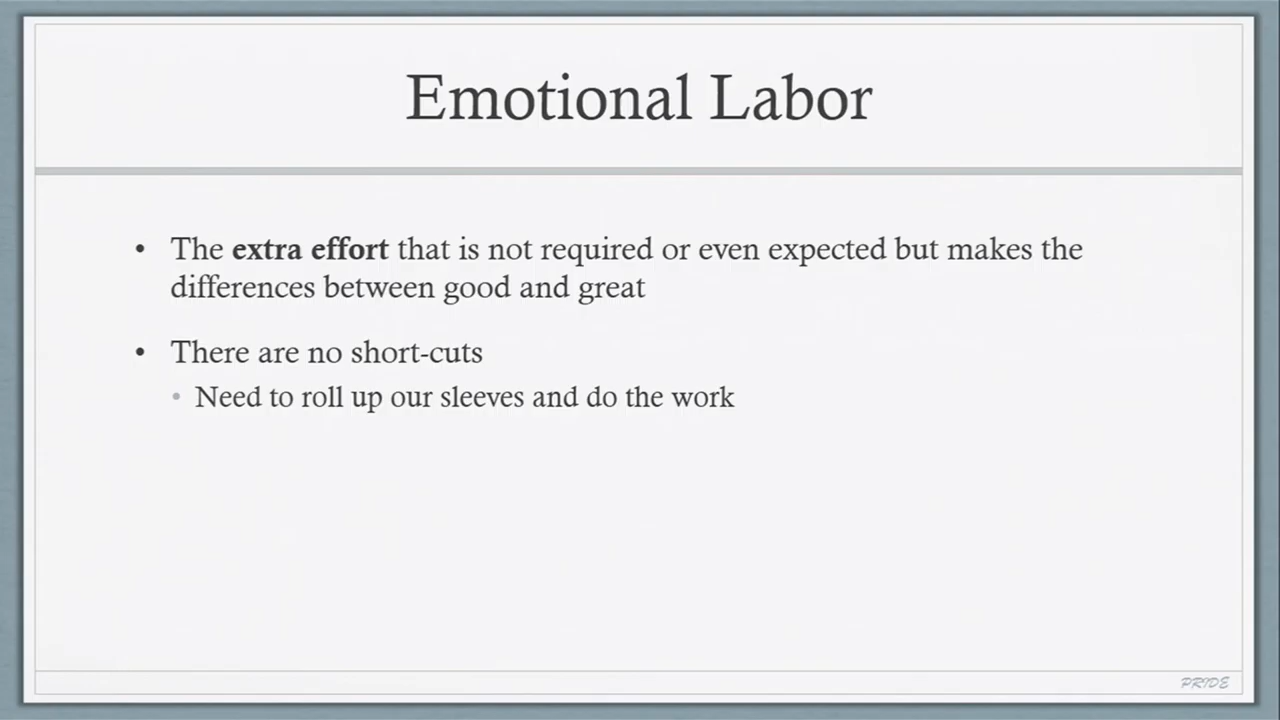 Emotional Labor
• The extra effort that is not required or even expected but makes the
differences between good and great
• There are no short-cuts
• Need to roll up our sleeves and do the work
PRIDE